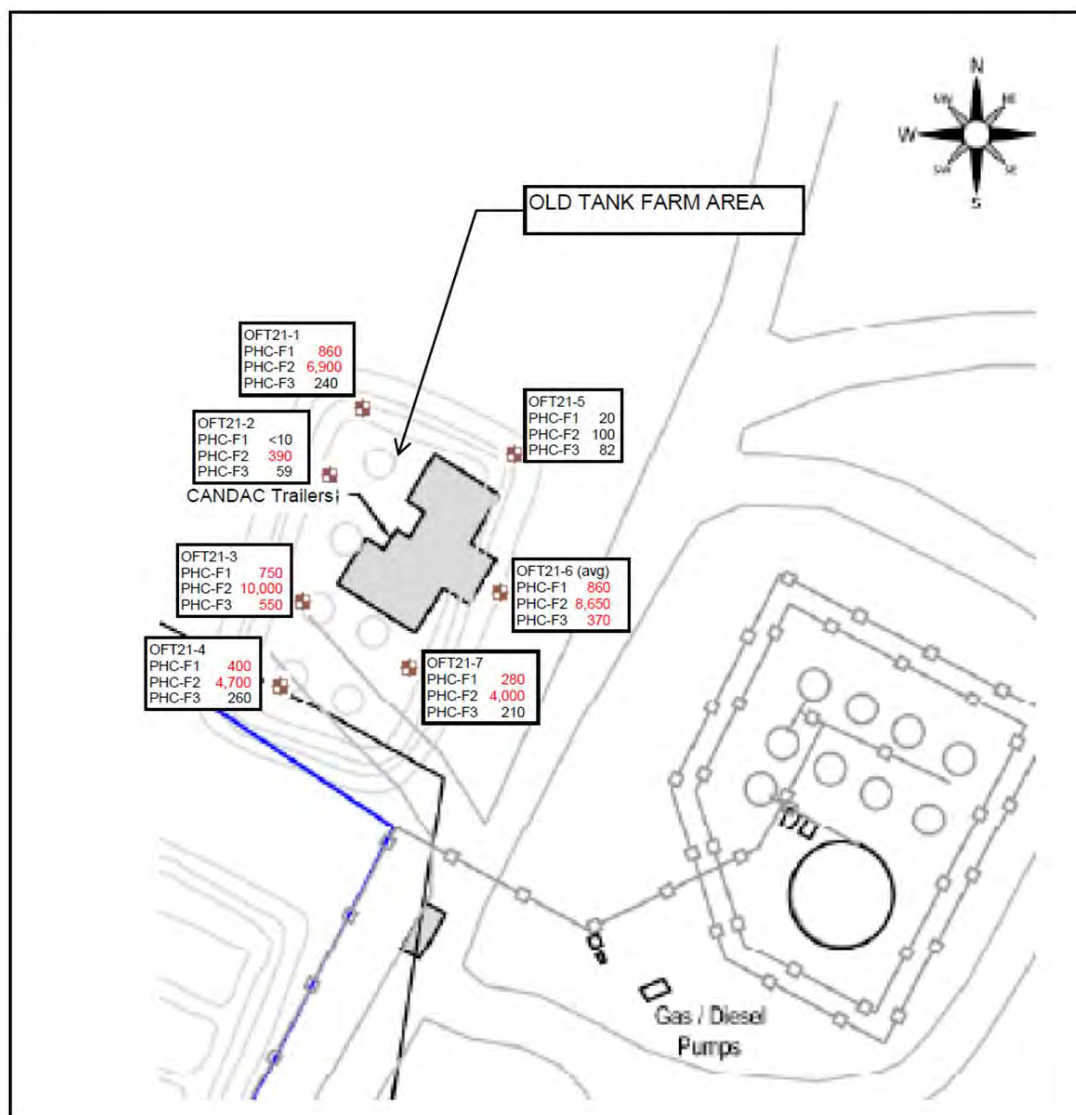 N
W
S
SE
OLD TANK FARM AREA
OFT21-1
PHC-F1 860
PHC-F2 6,900
PHC-F3 240
OFT21-5
PHC-F1 20
PHC-F2 100
PHC-F3 82
OFT21-2
PHC-F1 <10
PHC-F2 390
PHC-F3 59
CANDAC Trailers
OFT21-3
PHC-F1 750
PHC-F2 10,000
PHC-F3 550
OFT21-6 (avg)
PHC-F1 860
PHC-F2 8,650
PHC-F3 370
OFT21-4
PHC-F1 400
PHC-F2 4,700
PHC-F3 260
OFT21-7
PHC-F1 280
PHC-F2 4,000
PHC-F3 210
Gas / Diesel
Pumps